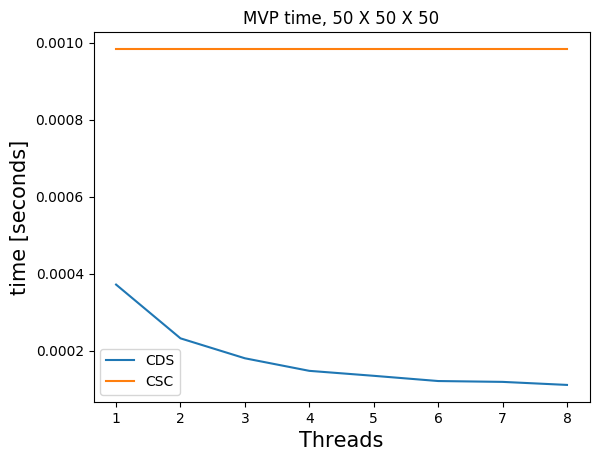 MVP time, 50 X 50 X 50
0.0010
0.0008
0.0006
0.0004
0.0002
time [seconds]
CDS
CSC
1 2 3 4 5 6 7 8
Threads